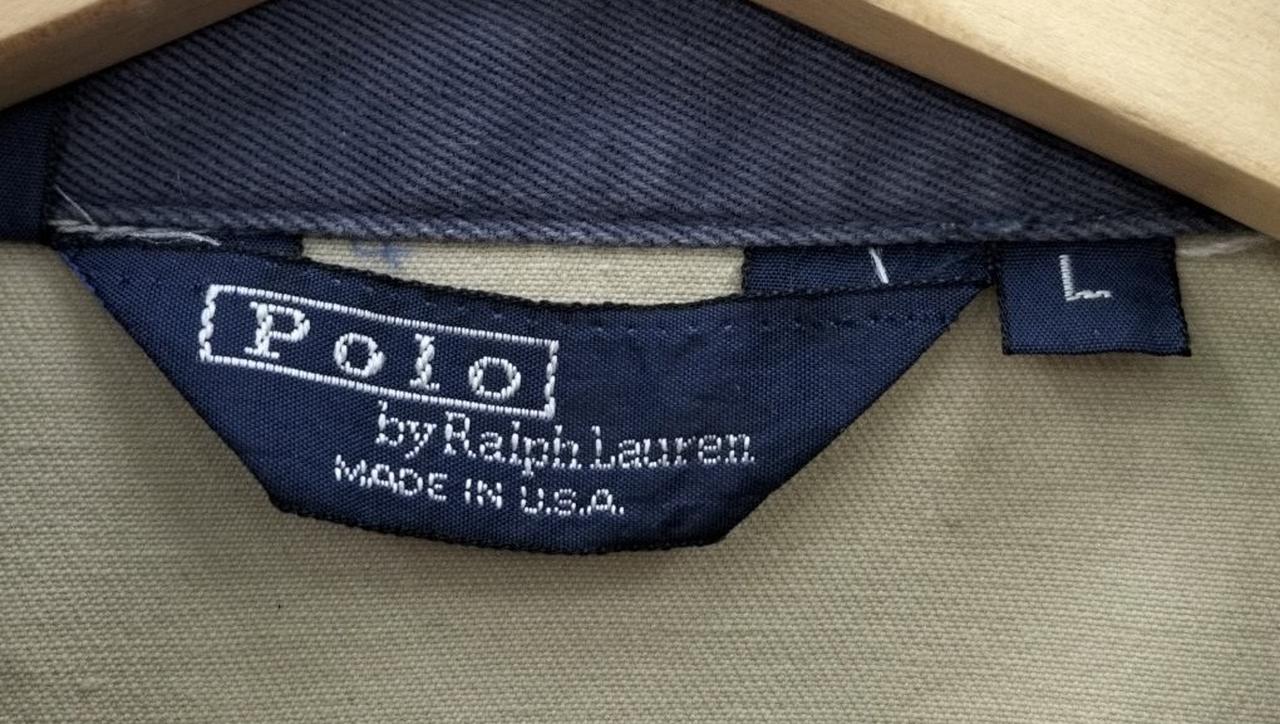 Polo
by Ralph Lauren
MADE IN U.S.A.
L